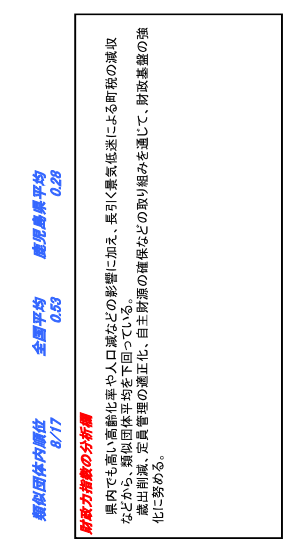 類似団体内順位 全国平均 鹿児島県平均
8/17 0.53 0.28
財政力指数の分析欄
県内でも高い高齢化率や人口減などの影響に加え、長引く景気低迷による町税の減収
などから、類似団体平均を下回っている。
歳出削減、定員管理の適正化、自主財源の確保などの取り組みを通じて、財政基盤の強
化に努める。